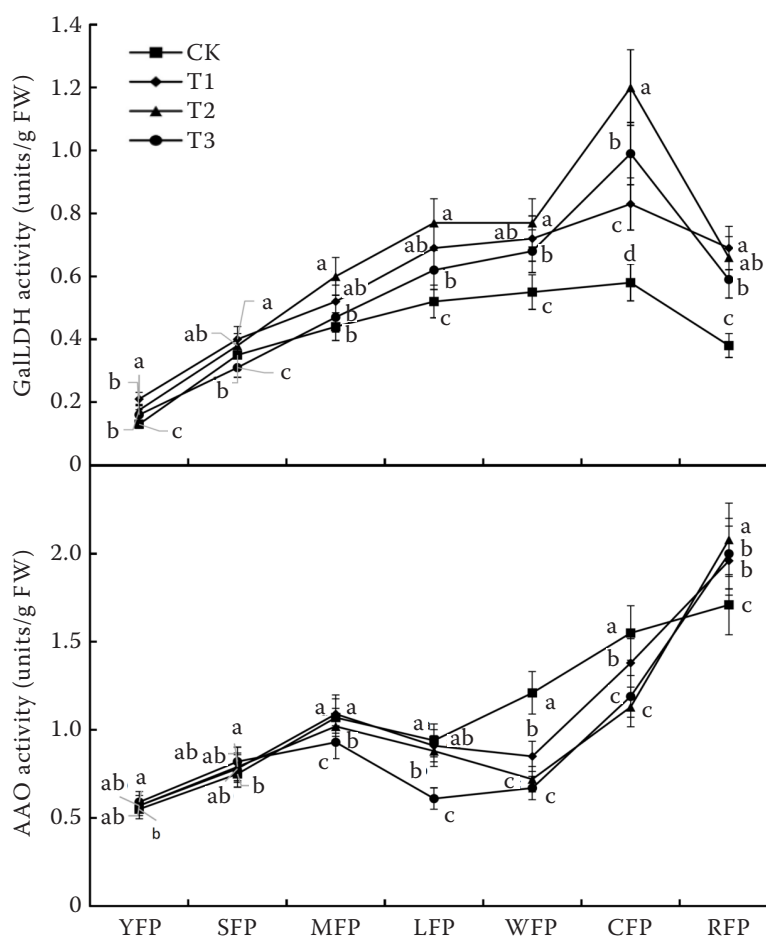 1.4
CK
T1
T2
T3
1.2
1.0
0.8
0.6
0.4
0.2
0
GalLDH activity (units/g FW)
a
b
b
c
ab
a
b
c
a
ab
b
b
a
ab
b
c
a
ab
b
c
a
b
c
d
a
ab
b
c
2.0
1.5
1.0
0.5
0
AAO activity (units/g FW)
ab
a
ab
b
a
ab
ab
ab
b
a
a
b
c
a
ab
b
c
a
b
c
c
a
b
c
c
a
b
b
c
YFP SFP MFP LFP WFP CFP RFP